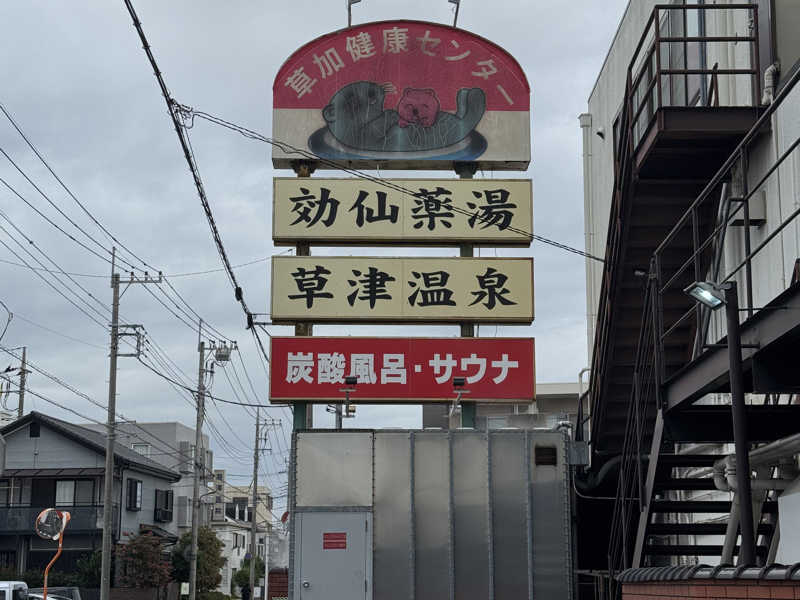 草加健康センター
効仙薬湯
草津温泉
炭酸風呂・サウナ